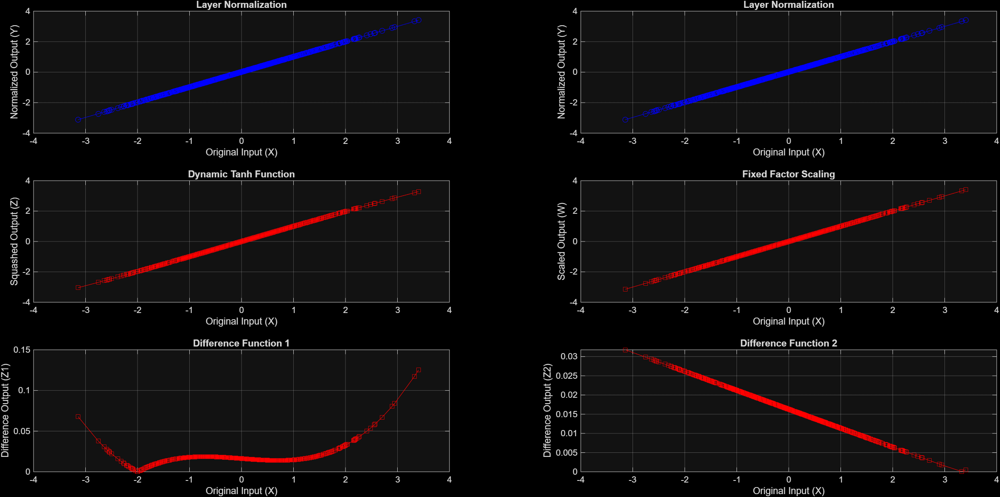 Layer Normalization
Normalized Output (Y)
4
2
0
-2
-4
-4 -3 -2 -1 0 1 2 3 4
Original Input (X)
Layer Normalization
Normalized Output (Y)
4
2
0
-2
-4
-4 -3 -2 -1 0 1 2 3 4
Original Input (X)
Dynamic Tanh Function
Squashed Output (Z)
4
2
0
-2
-4
-4 -3 -2 -1 0 1 2 3 4
Original Input (X)
Fixed Factor Scaling
Scaled Output (W)
4
2
0
-2
-4
-4 -3 -2 -1 0 1 2 3 4
Original Input (X)
Difference Function 1
Difference Output (Z1)
0.15
0.1
0.05
0
-4 -3 -2 -1 0 1 2 3 4
Original Input (X)
Difference Function 2
Difference Output (Z2)
0.03
0.025
0.02
0.015
0.01
0.005
0
-4 -3 -2 -1 0 1 2 3 4
Original Input (X)